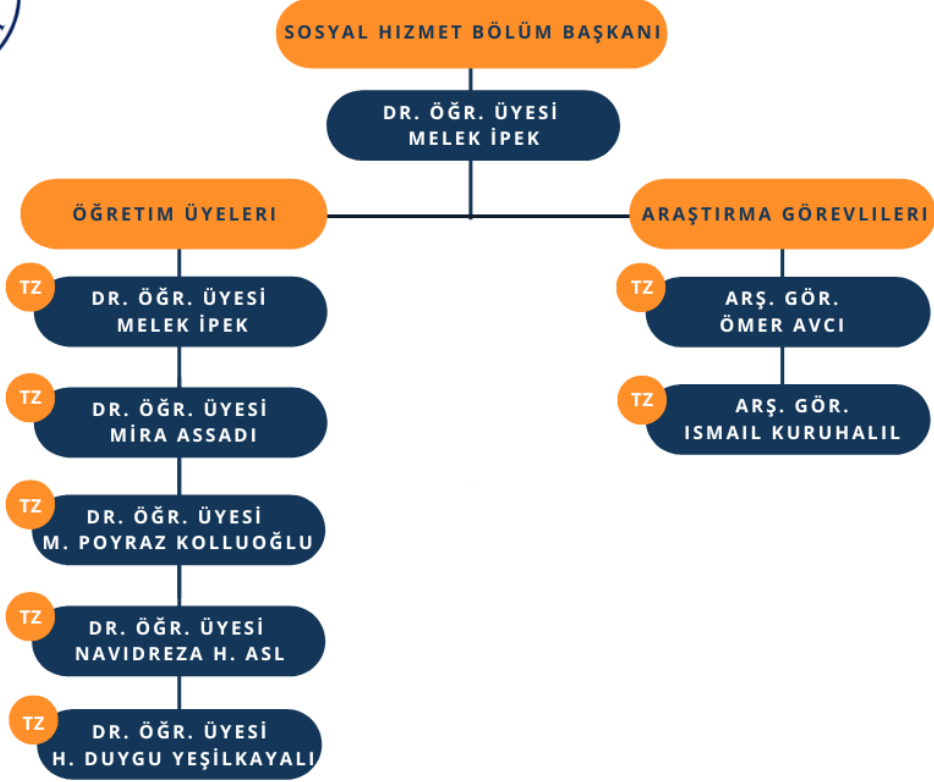 SOSYAL HIZMET BÖLÜM BAŞKANI
DR. ÖĞR. ÜYESİ
MELEK İPEK
ÖĞRETIM ÜYELERI
TZ
DR. ÖĞR. ÜYESİ
MELEK İPEK
TZ
DR. ÖĞR. ÜYESİ
MİRA ASSADI
TZ
DR. ÖĞR. ÜYESİ
M. POYRAZ KOLLUOĞLU
TZ
DR. ÖĞR. ÜYESİ
NAVIDREZA H. ASL
TZ
DR. ÖĞR. ÜYESİ
H. DUYGU YEŞİLKAYALI
ARAŞTIRMA GÖREVLILERI
TZ
ARŞ. GÖR.
ÖMER AVCI
TZ
ARŞ. GÖR.
ISMAIL KURUHALIL